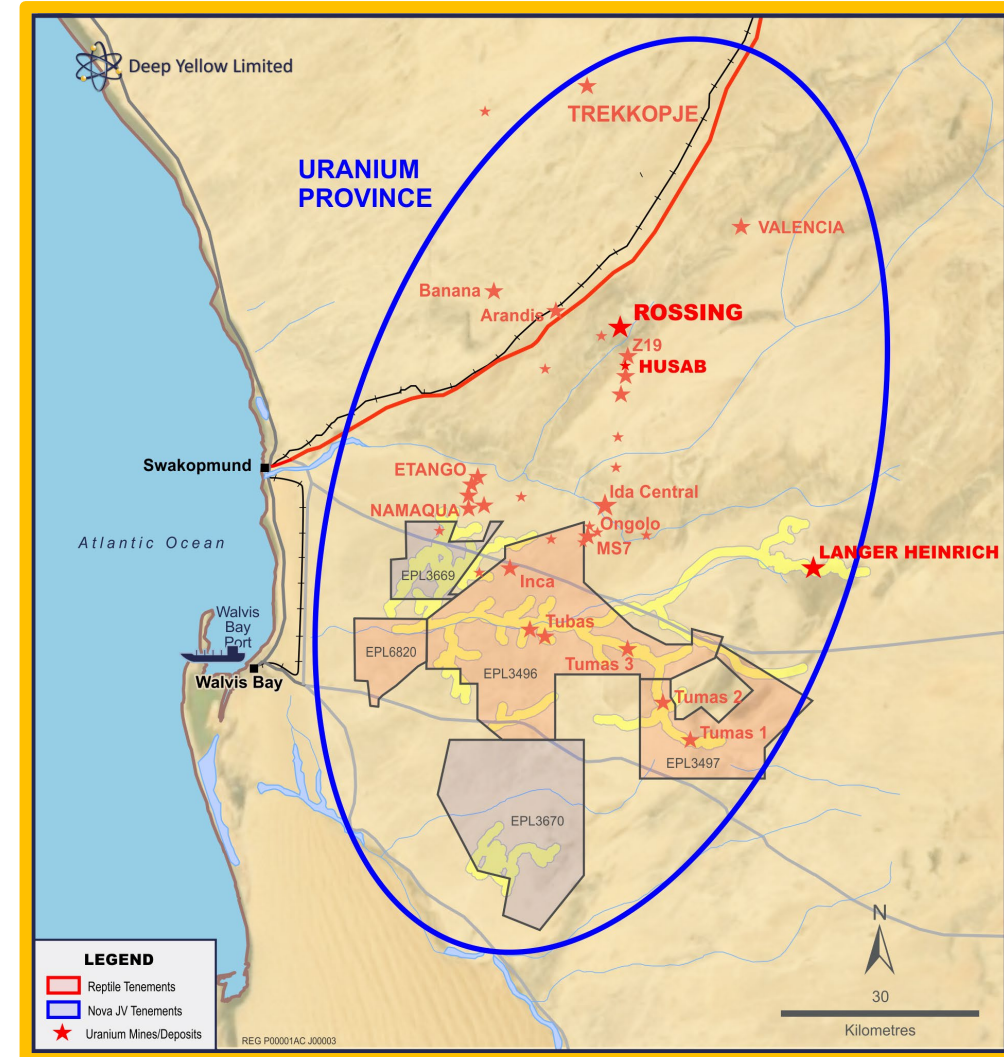 Deep Yellow Limited
TREKKOPJE
URANIUM
PROVINCE
VALENCIA
Banana
Arandis
ROSSING
Z19
HUSAB
Swakopmund
ETANGO
NAMAQUA
Ida Central
Ongolo
MS7
Atlantic Ocean
LANGER HEINRICH
EPL3669
Inca
Walvis
Bay
Port
Tubas
EPL6820
EPL3496
Tumas 3
Walvis Bay
Tumas 2
Tumas 1
EPL3497
EPL3670
N
30
Kilometres
LEGEND
Reptile Tenements
Nova JV Tenements
Uranium Mines/Deposits
REG P00001AC J00003